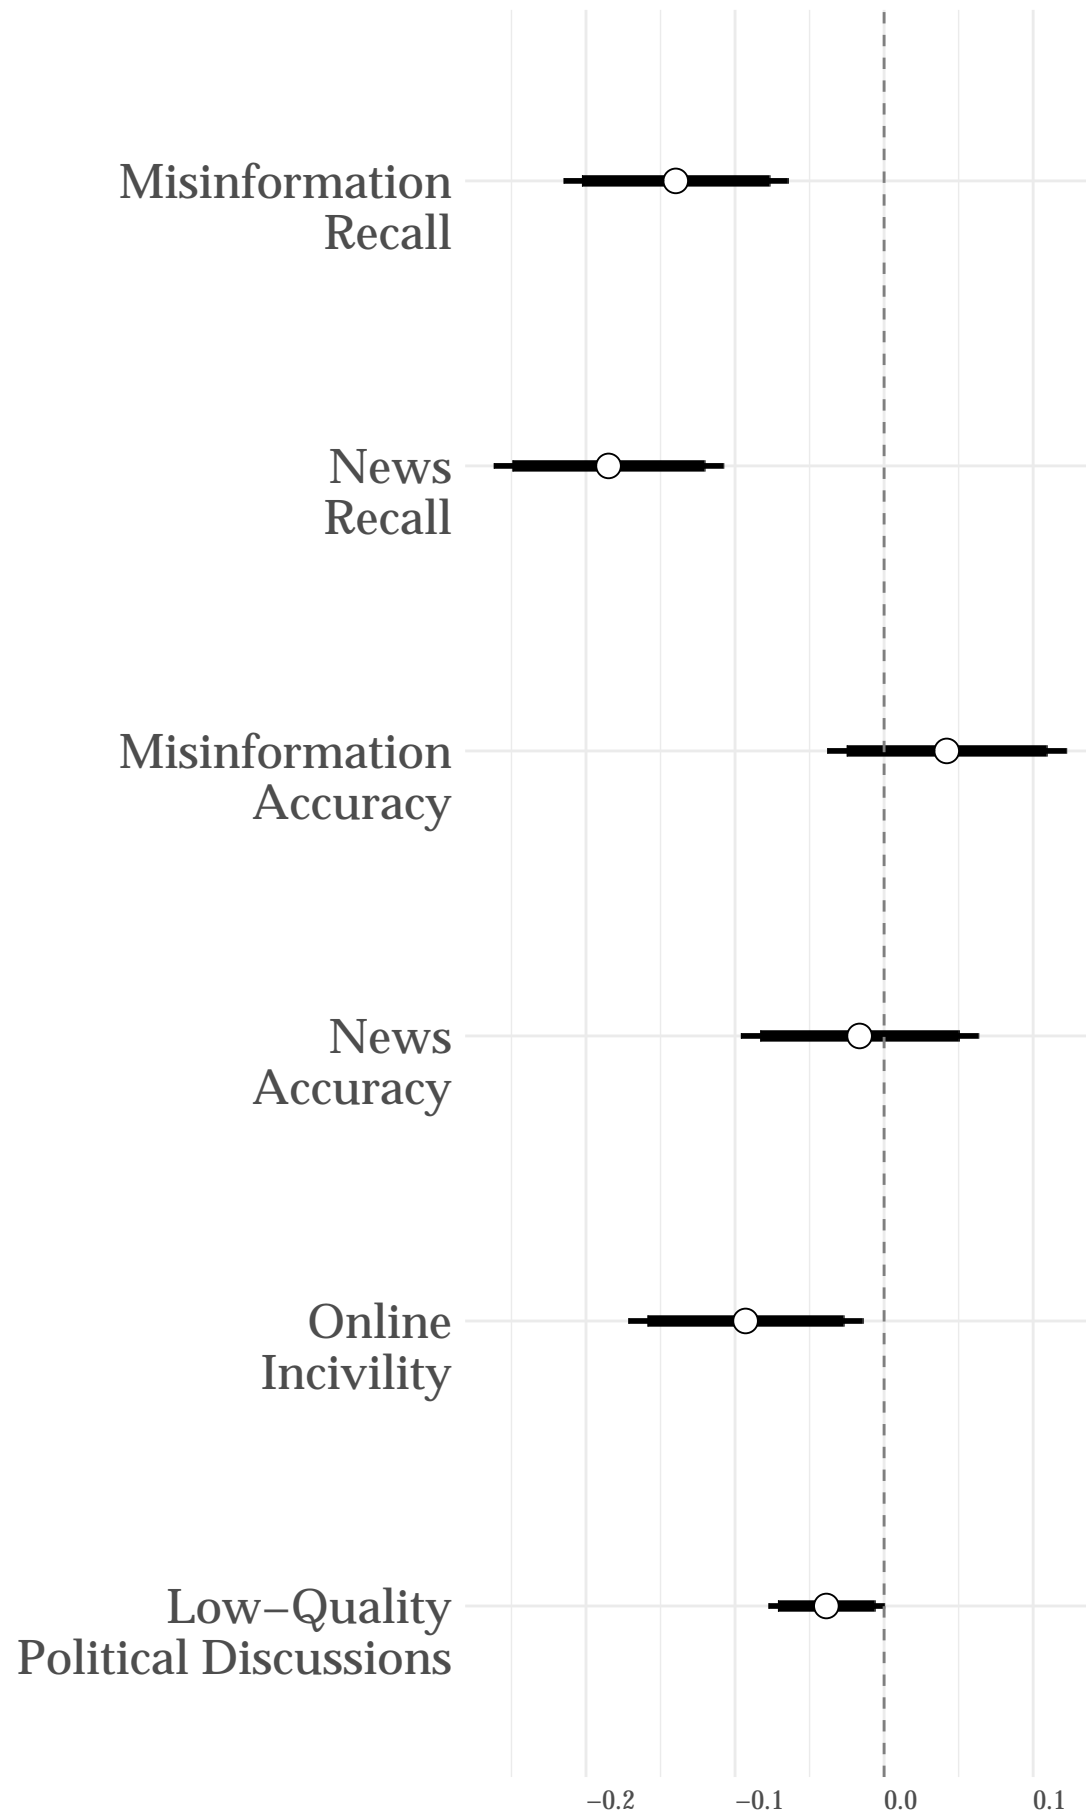 Misinformation
Recall
News
Recall
Misinformation
Accuracy
News
Accuracy
Online
Incivility
Low−Quality
Political Discussions
−0.2 −0.1 0.0 0.1